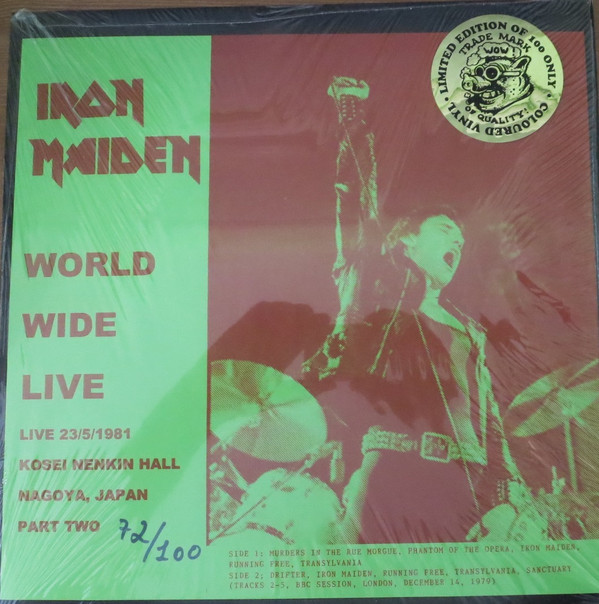 IRON
MAIDEN
WORLD
WIDE
LIVE
LIVE 23/5/1981
KOSEI NENKIN HALL
NAGOYA, JAPAN
PART TWO
72/100
LIMITED EDITION OF 100 ONLY
COLOURED VINYL
TRADE MARK
WOW
OF QUALITY!
SIDE 1: MURDERS IN THE RUE MORGUE, PHANTOM OF THE OPERA, IRON MAIDEN,
RUNNING FREE, TRANSYLVANIA
SIDE 2: DRIFTER, IRON MAIDEN, RUNNING FREE, TRANSYLVANIA, SANCTUARY
(TRACKS 2-5, BBC SESSION, LONDON, DECEMBER 14, 1979)